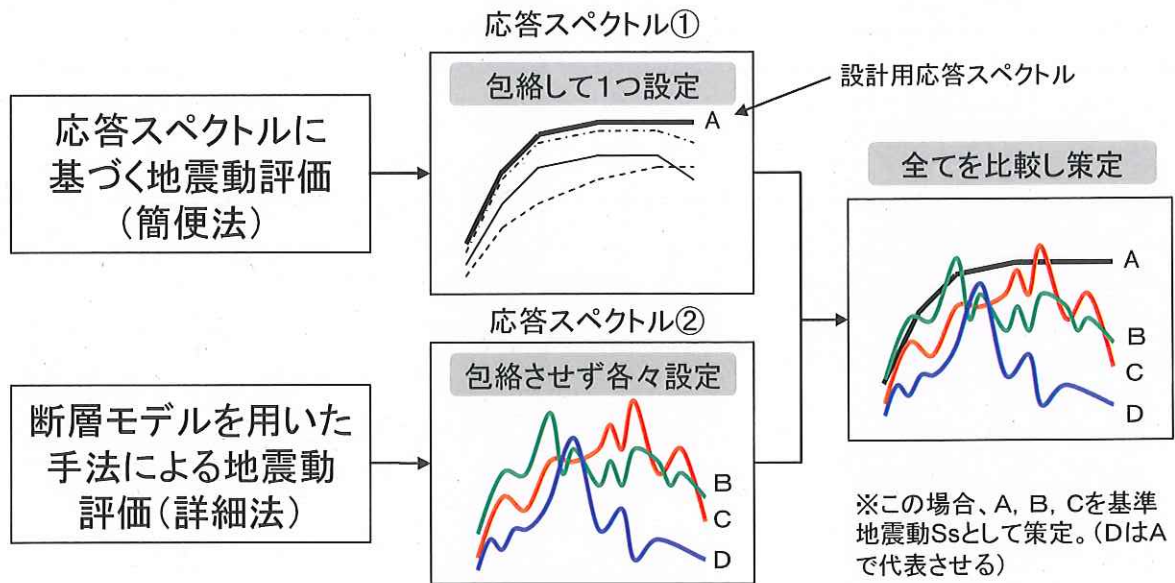 応答スペクトル①
包絡して1つ設定
A
設計用応答スペクトル
応答スペクトルに
基づく地震動評価
(簡便法)
全てを比較し策定
A
B
C
D
応答スペクトル②
包絡させず各々設定
B
C
D
断層モデルを用いた
手法による地震動
評価(詳細法)
※この場合、A, B, Cを基準
地震動Ssとして策定。(DはA
で代表させる)